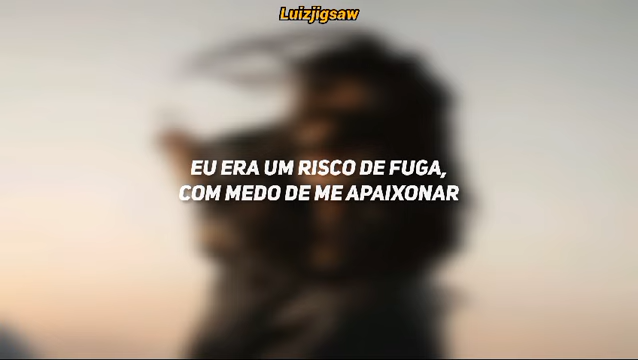 Luizjigsaw
EU ERA UM RISCO DE FUGA,
COM MEDO DE ME APAIXONAR